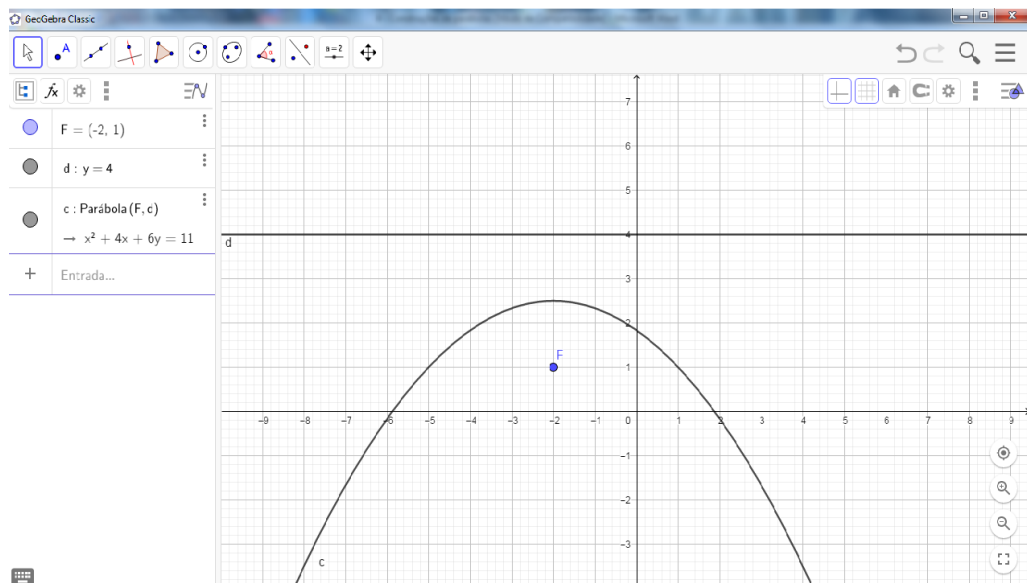 GeoGebra Classic
A
a=2
F = (-2, 1)
d : y = 4
c : Parábola (F, d)
→ x² + 4x + 6y = 11
+ Entrada...
7
6
5
4
d
3
2
F
1
-9 -8 -7 -6 -5 -4 -3 -2 -1 0 1 2 3 4 5 6 7 8 9
-1
-2
-3
c